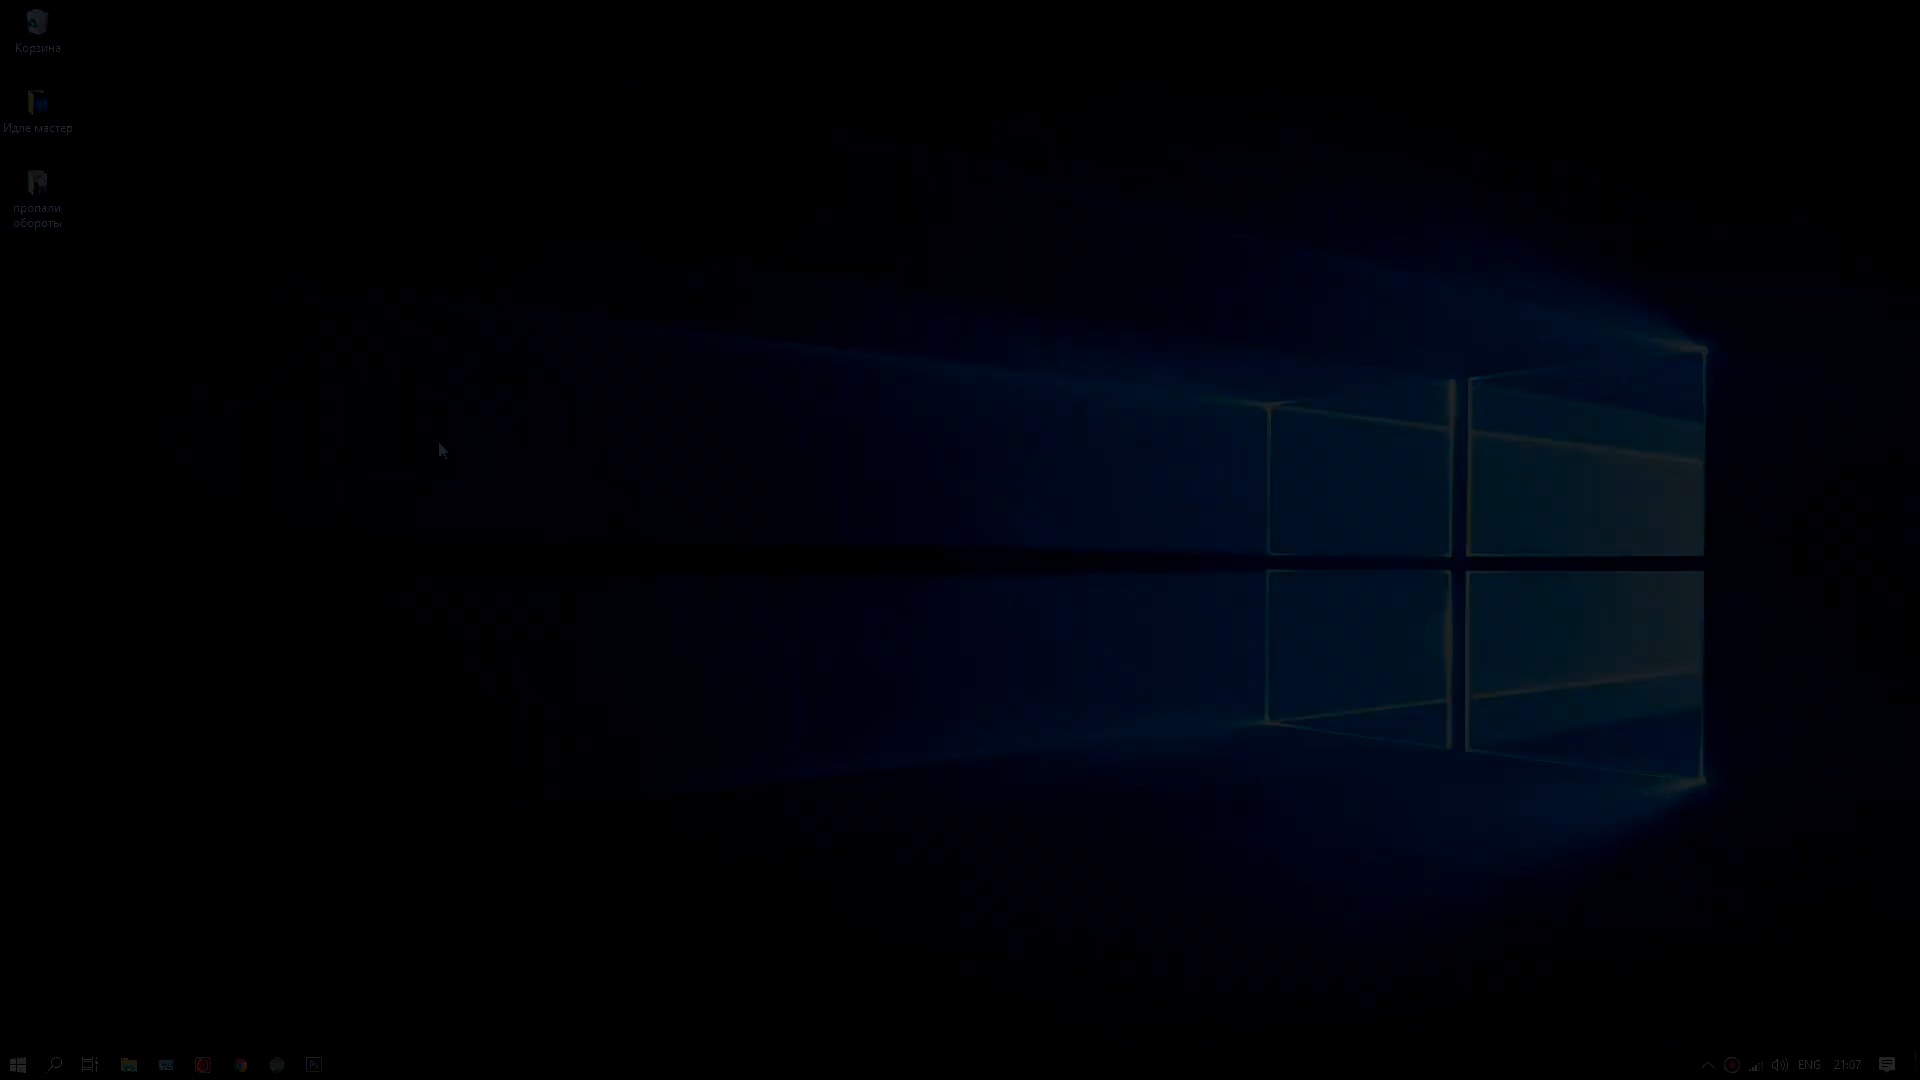 Корзина
Идле мастер
пропали
обороты
ENG
21:07